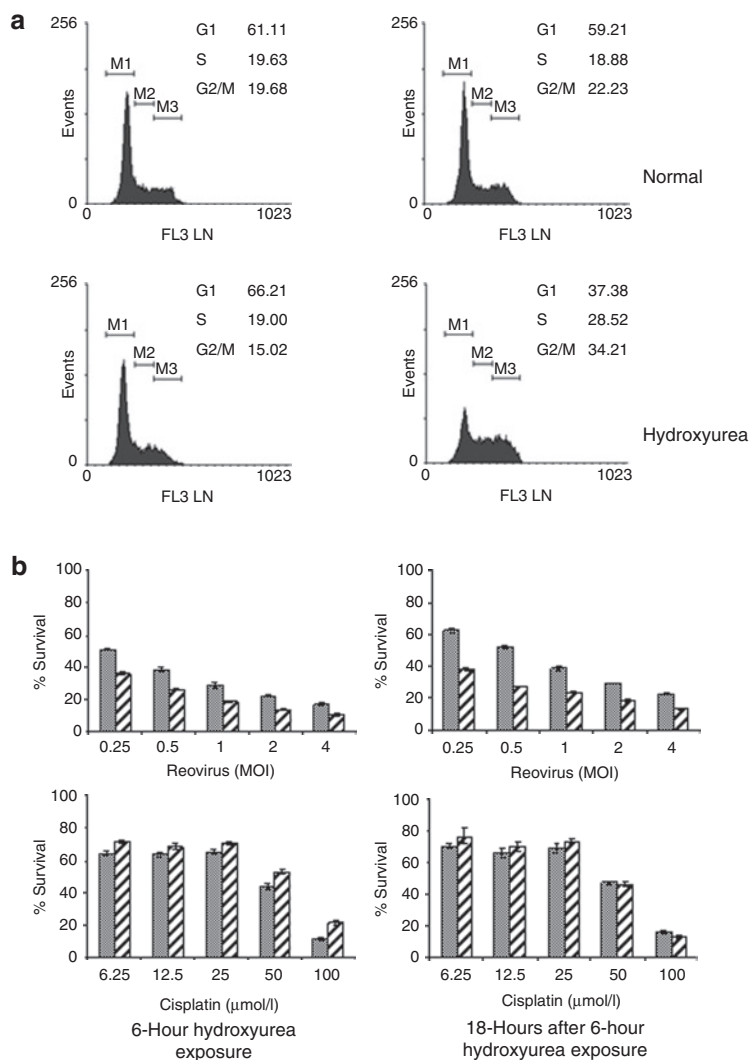 a
256
Events
0
0
1023
FL3 LN
M1
M2
M3
G1 61.11
S 19.63
G2/M 19.68
256
Events
0
0
1023
FL3 LN
M1
M2
M3
G1 59.21
S 18.88
G2/M 22.23
Normal
256
Events
0
0
1023
FL3 LN
M1
M2
M3
G1 66.21
S 19.00
G2/M 15.02
256
Events
0
0
1023
FL3 LN
M1
M2
M3
G1 37.38
S 28.52
G2/M 34.21
Hydroxyurea
b
% Survival
100
80
60
40
20
0
0.25 0.5 1 2 4
Reovirus (MOI)
% Survival
100
80
60
40
20
0
0.25 0.5 1 2 4
Reovirus (MOI)
% Survival
100
80
60
40
20
0
6.25 12.5 25 50 100
Cisplatin (μmol/l)
6-Hour hydroxyurea
exposure
% Survival
100
80
60
40
20
0
6.25 12.5 25 50 100
Cisplatin (μmol/l)
18-Hours after 6-hour
hydroxyurea exposure